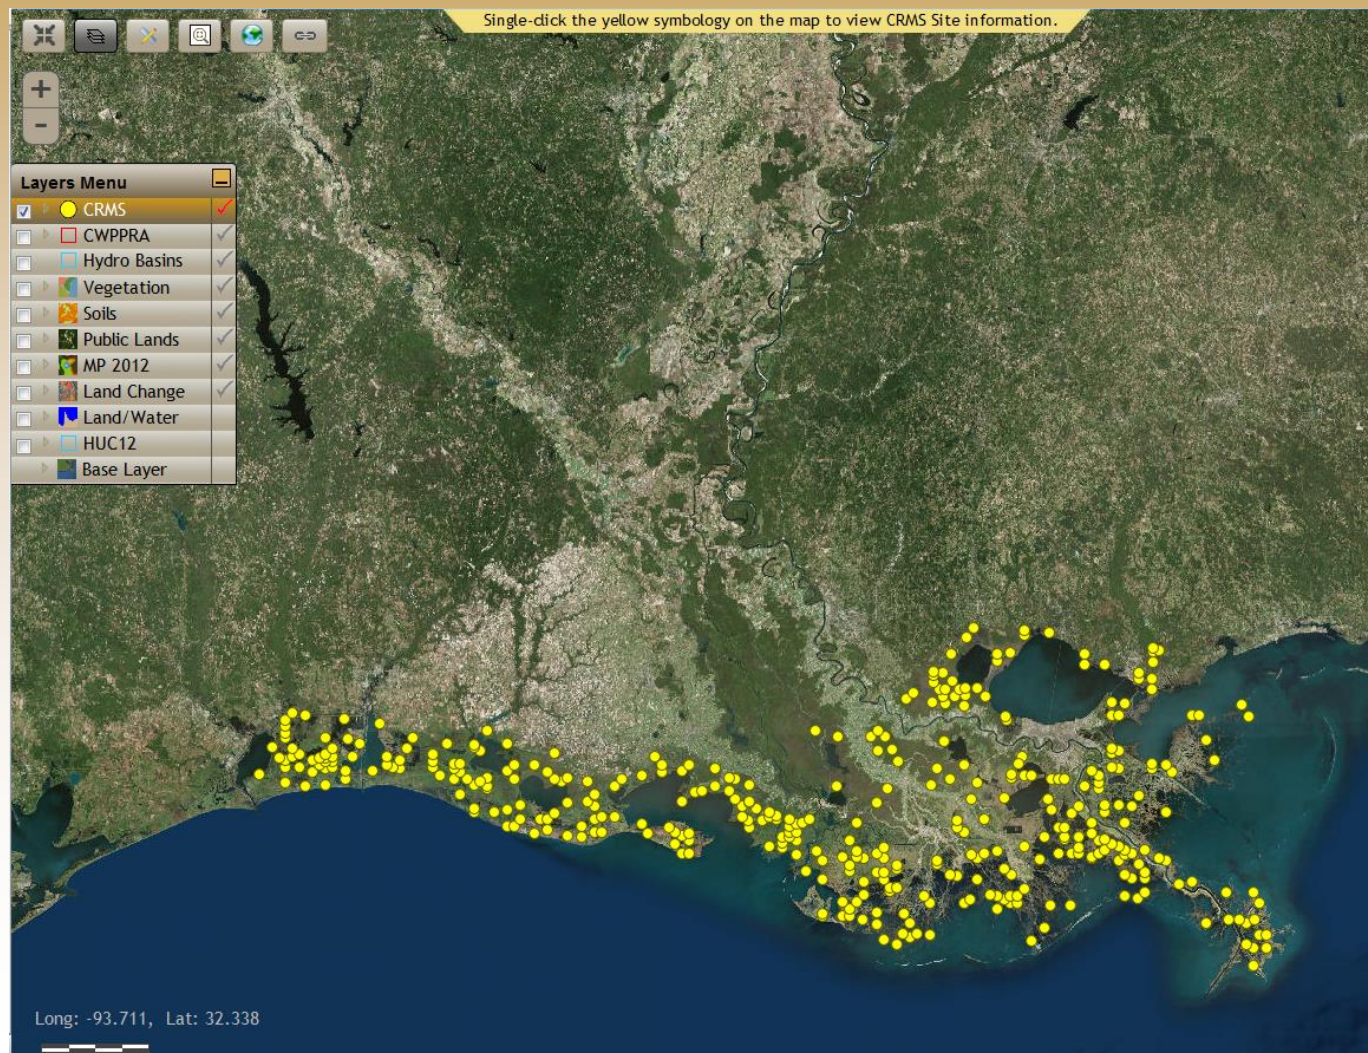 Single-click the yellow symbology on the map to view CRMS Site information.
+
-
Layers Menu
CRMS
CWPPRA
Hydro Basins
Vegetation
Soils
Public Lands
MP 2012
Land Change
Land/Water
HUC12
Base Layer
Long: -93.711, Lat: 32.338